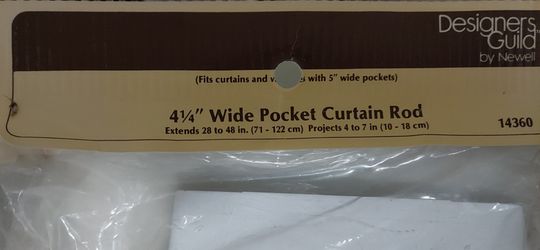 Designers
Guild
by Newell
(Fits curtains and with 5" wide pockets)
4¼" Wide Pocket Curtain Rod
Extends 28 to 48 in. (71 - 122 cm) Projects 4 to 7 in (10 - 18 cm)
14360